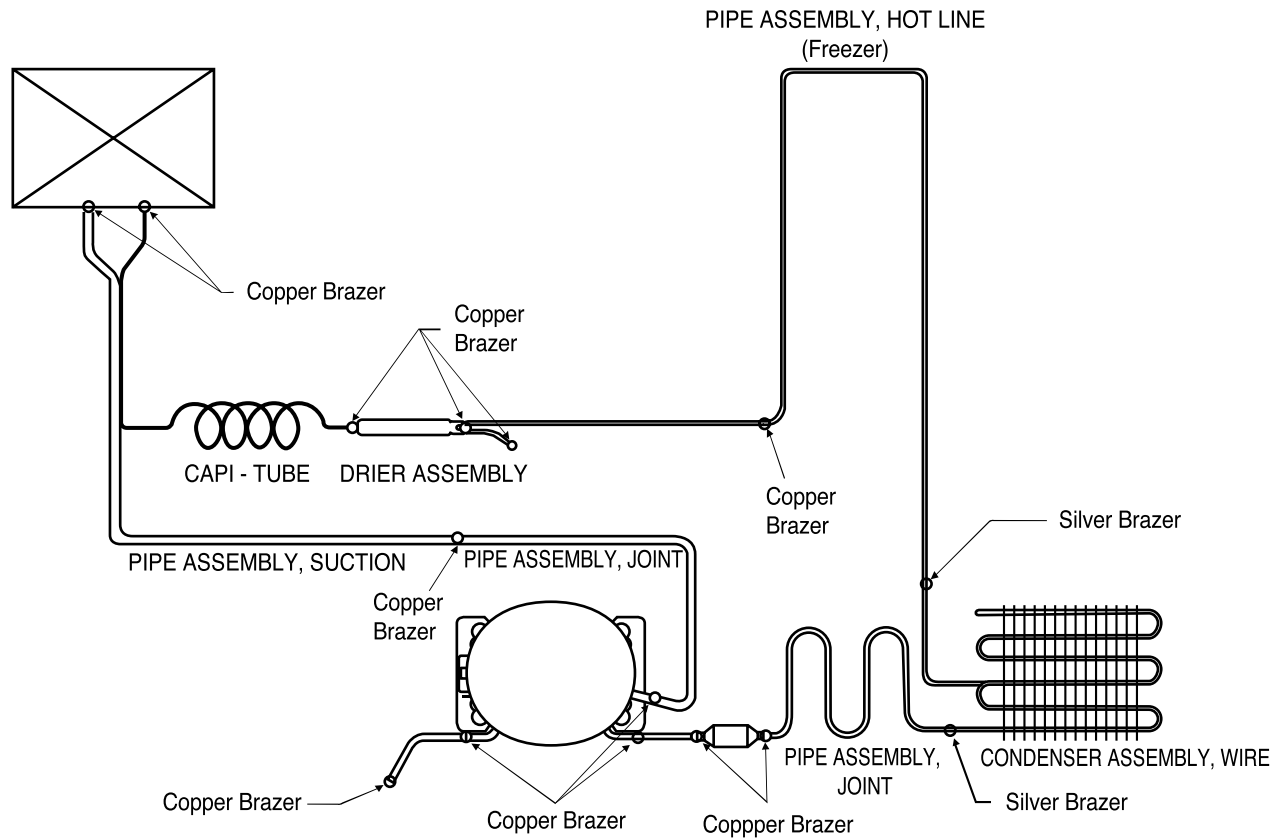 PIPE ASSEMBLY, HOT LINE
(Freezer)
Copper Brazer
Copper
Brazer
CAPI - TUBE
DRIER ASSEMBLY
Copper
Brazer
Silver Brazer
PIPE ASSEMBLY, SUCTION
PIPE ASSEMBLY, JOINT
Copper
Brazer
PIPE ASSEMBLY,
JOINT
CONDENSER ASSEMBLY, WIRE
Copper Brazer
Copper Brazer
Coppper Brazer
Silver Brazer